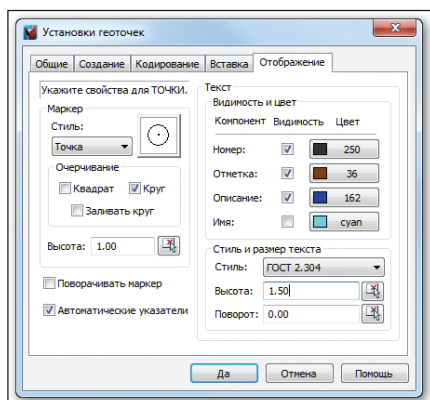 Установки геоточек
Общие Создание Кодирование Вставка Отображение
Укажите свойства для ТОЧКИ.
Маркер
Стиль:
Точка
Очерчивание
Квадрат Круг
Заливать круг
Высота: 1.00
Поворачивать маркер
Автоматические указатели
Текст
Видимость и цвет
Компонент Видимость Цвет
Номер: 250
Отметка: 36
Описание: 162
Имя: cyan
Стиль и размер текста
Стиль: ГОСТ 2.304
Высота: 1.50
Поворот: 0.00
Да Отмена Помощь